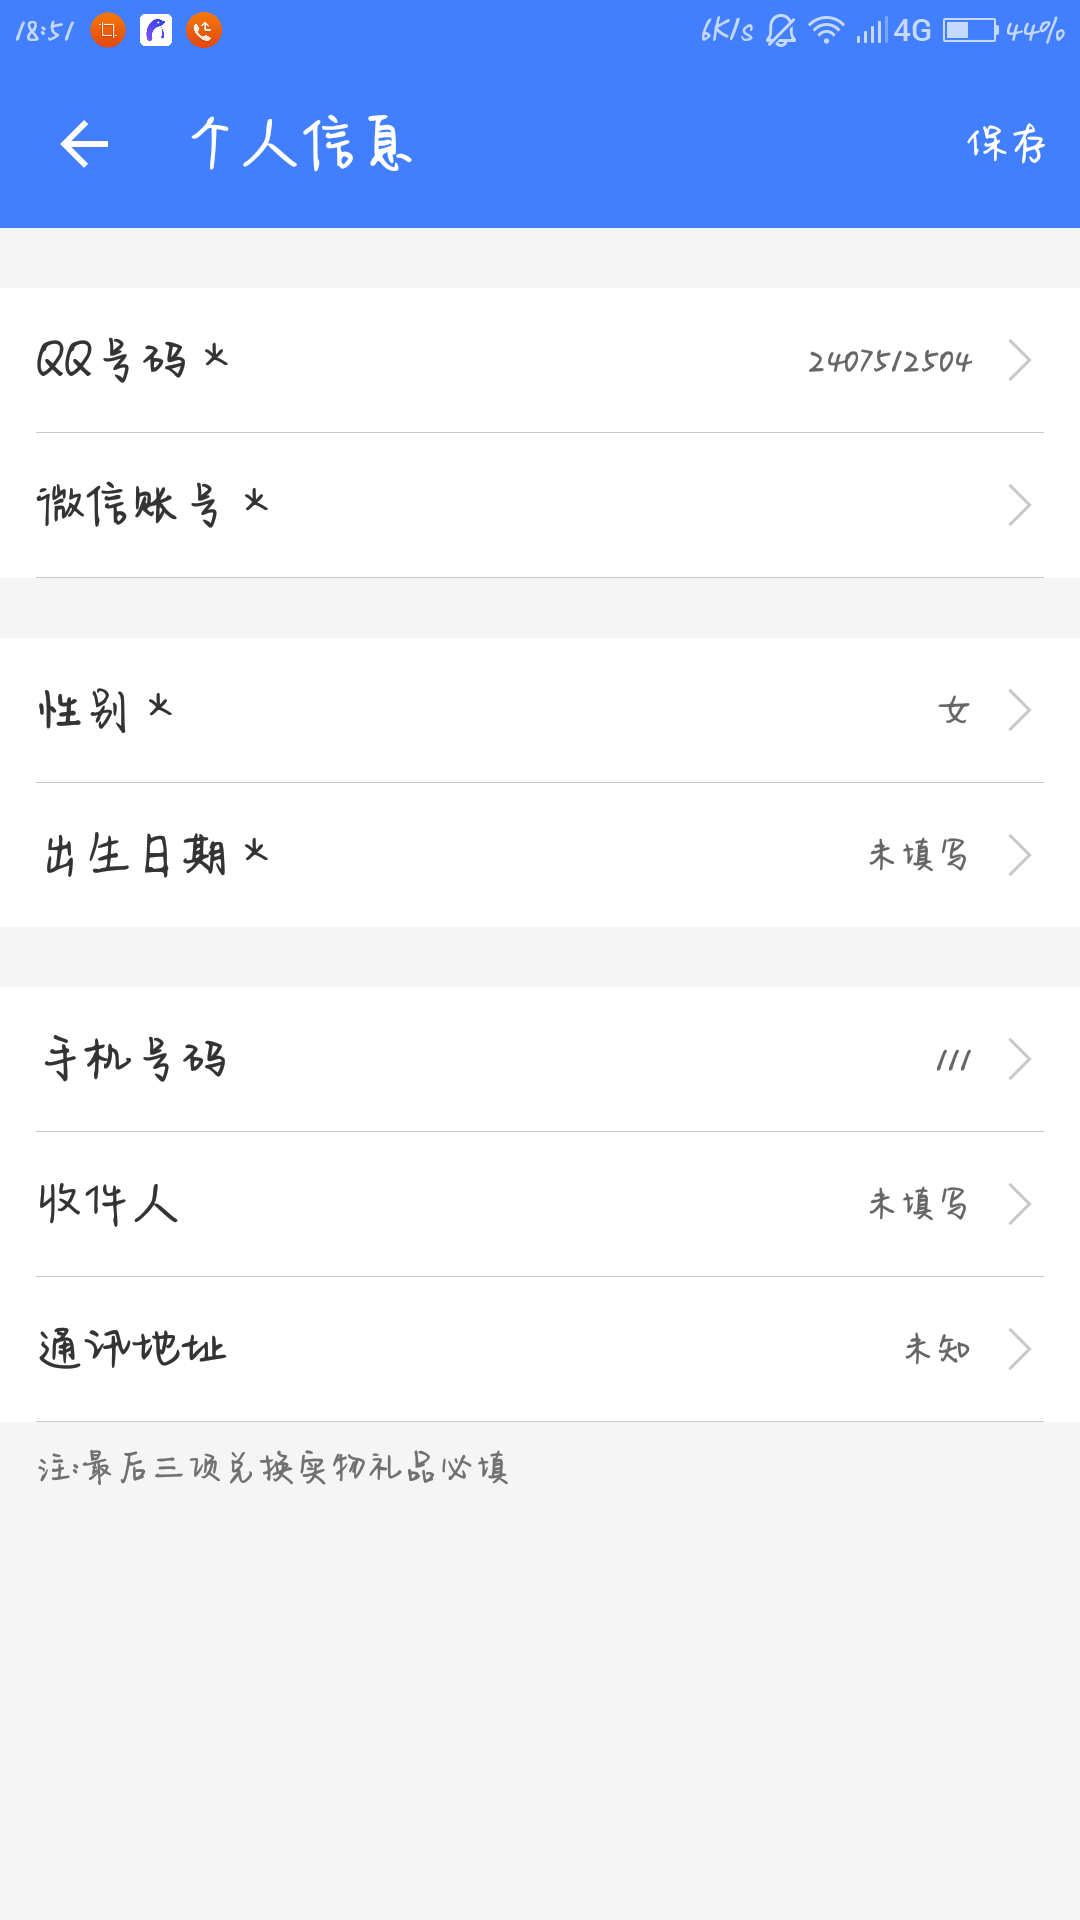 18:51 6K/s 4G 44%
个人信息 保存
QQ号码 * 2407512504
微信账号 *
性别 * 女
出生日期 * 未填写
手机号码 111
收件人 未填写
通讯地址 未知
注:最后三项兑换实物礼品必填